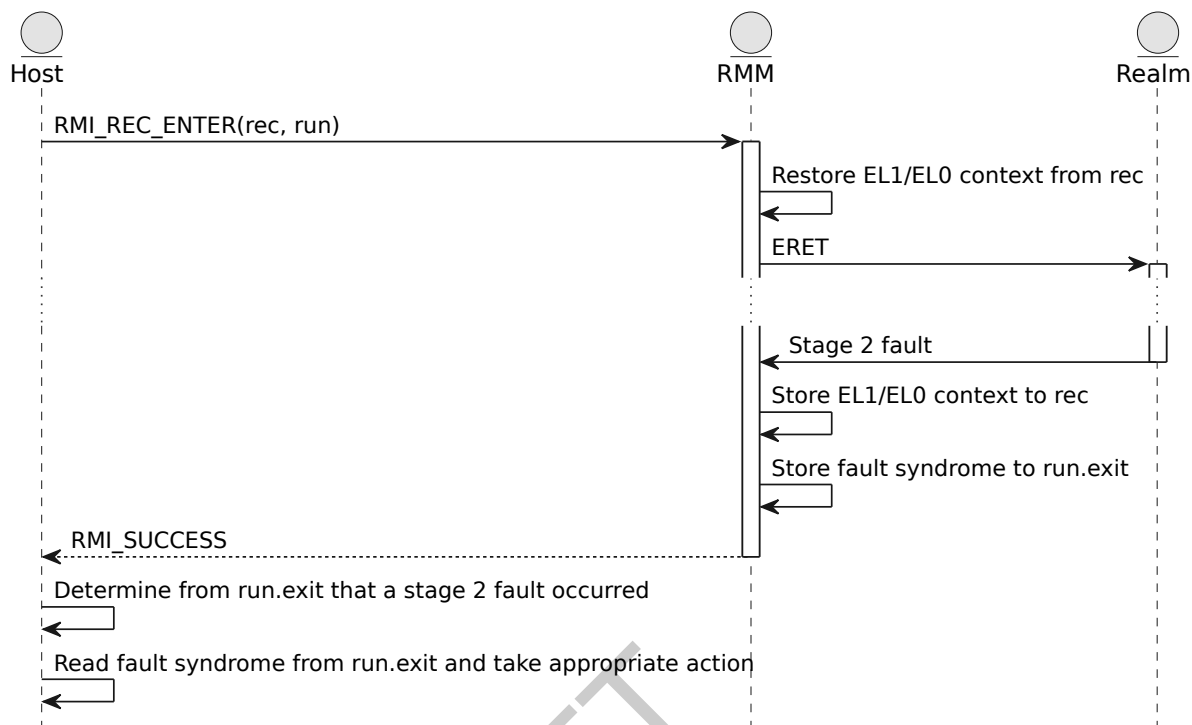 Host
RMM
Realm
RMI_REC_ENTER(rec, run)
Restore EL1/EL0 context from rec
ERET
Stage 2 fault
Store EL1/EL0 context to rec
Store fault syndrome to run.exit
RMI_SUCCESS
Determine from run.exit that a stage 2 fault occurred
Read fault syndrome from run.exit and take appropriate action